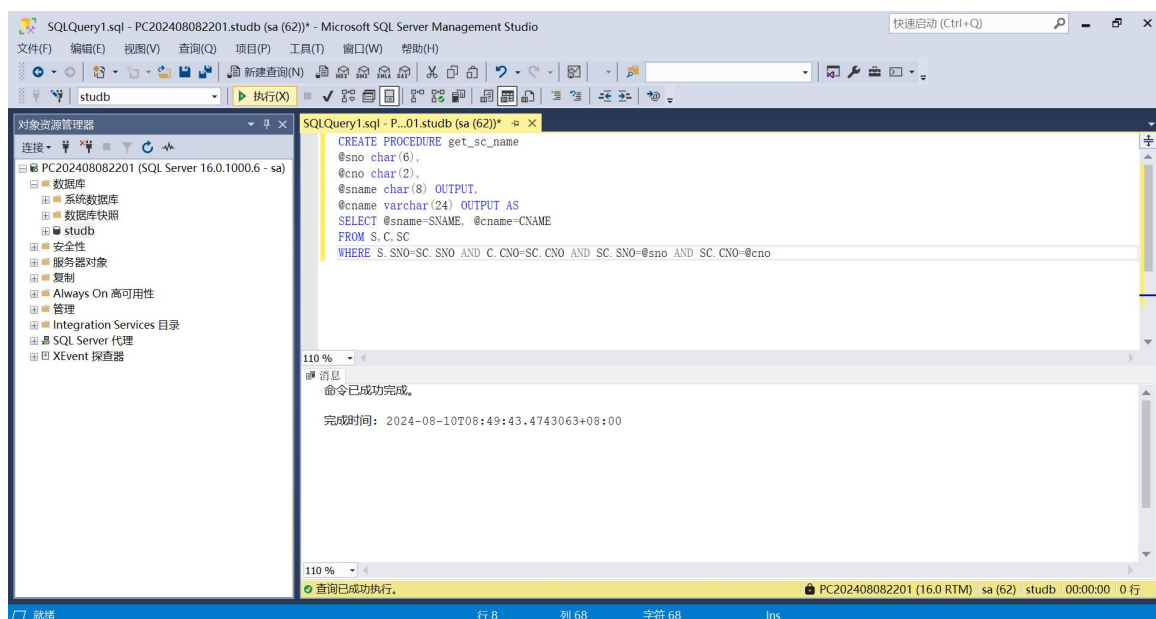 SQLQuery1.sql - PC202408082201.studb (sa (62))* - Microsoft SQL Server Management Studio
快速启动 (Ctrl+Q)
文件(F) 编辑(E) 视图(V) 查询(Q) 项目(P) 工具(T) 窗口(W) 帮助(H)
新建查询(N) MDX DMX XMLA DAX
studb 执行(X)
对象资源管理器
连接
PC202408082201 (SQL Server 16.0.1000.6 - sa)
数据库
系统数据库
数据库快照
studb
安全性
服务器对象
复制
Always On 高可用性
管理
Integration Services 目录
SQL Server 代理
XEvent 探查器
SQLQuery1.sql - P...01.studb (sa (62))*
CREATE PROCEDURE get_sc_name
@sno char(6),
@cno char(2),
@sname char(8) OUTPUT,
@cname varchar(24) OUTPUT AS
SELECT @sname=SNAME, @cname=CNAME
FROM S,C,SC
WHERE S.SNO=SC.SNO AND C.CNO=SC.CNO AND SC.SNO=@sno AND SC.CNO=@cno
110 %
消息
命令已成功完成。
完成时间: 2024-08-10T08:49:43.4743063+08:00
110 %
查询已成功执行。 PC202408082201 (16.0 RTM) sa (62) studb 00:00:00 0 行
就绪 行 8 列 68 字符 68 Ins